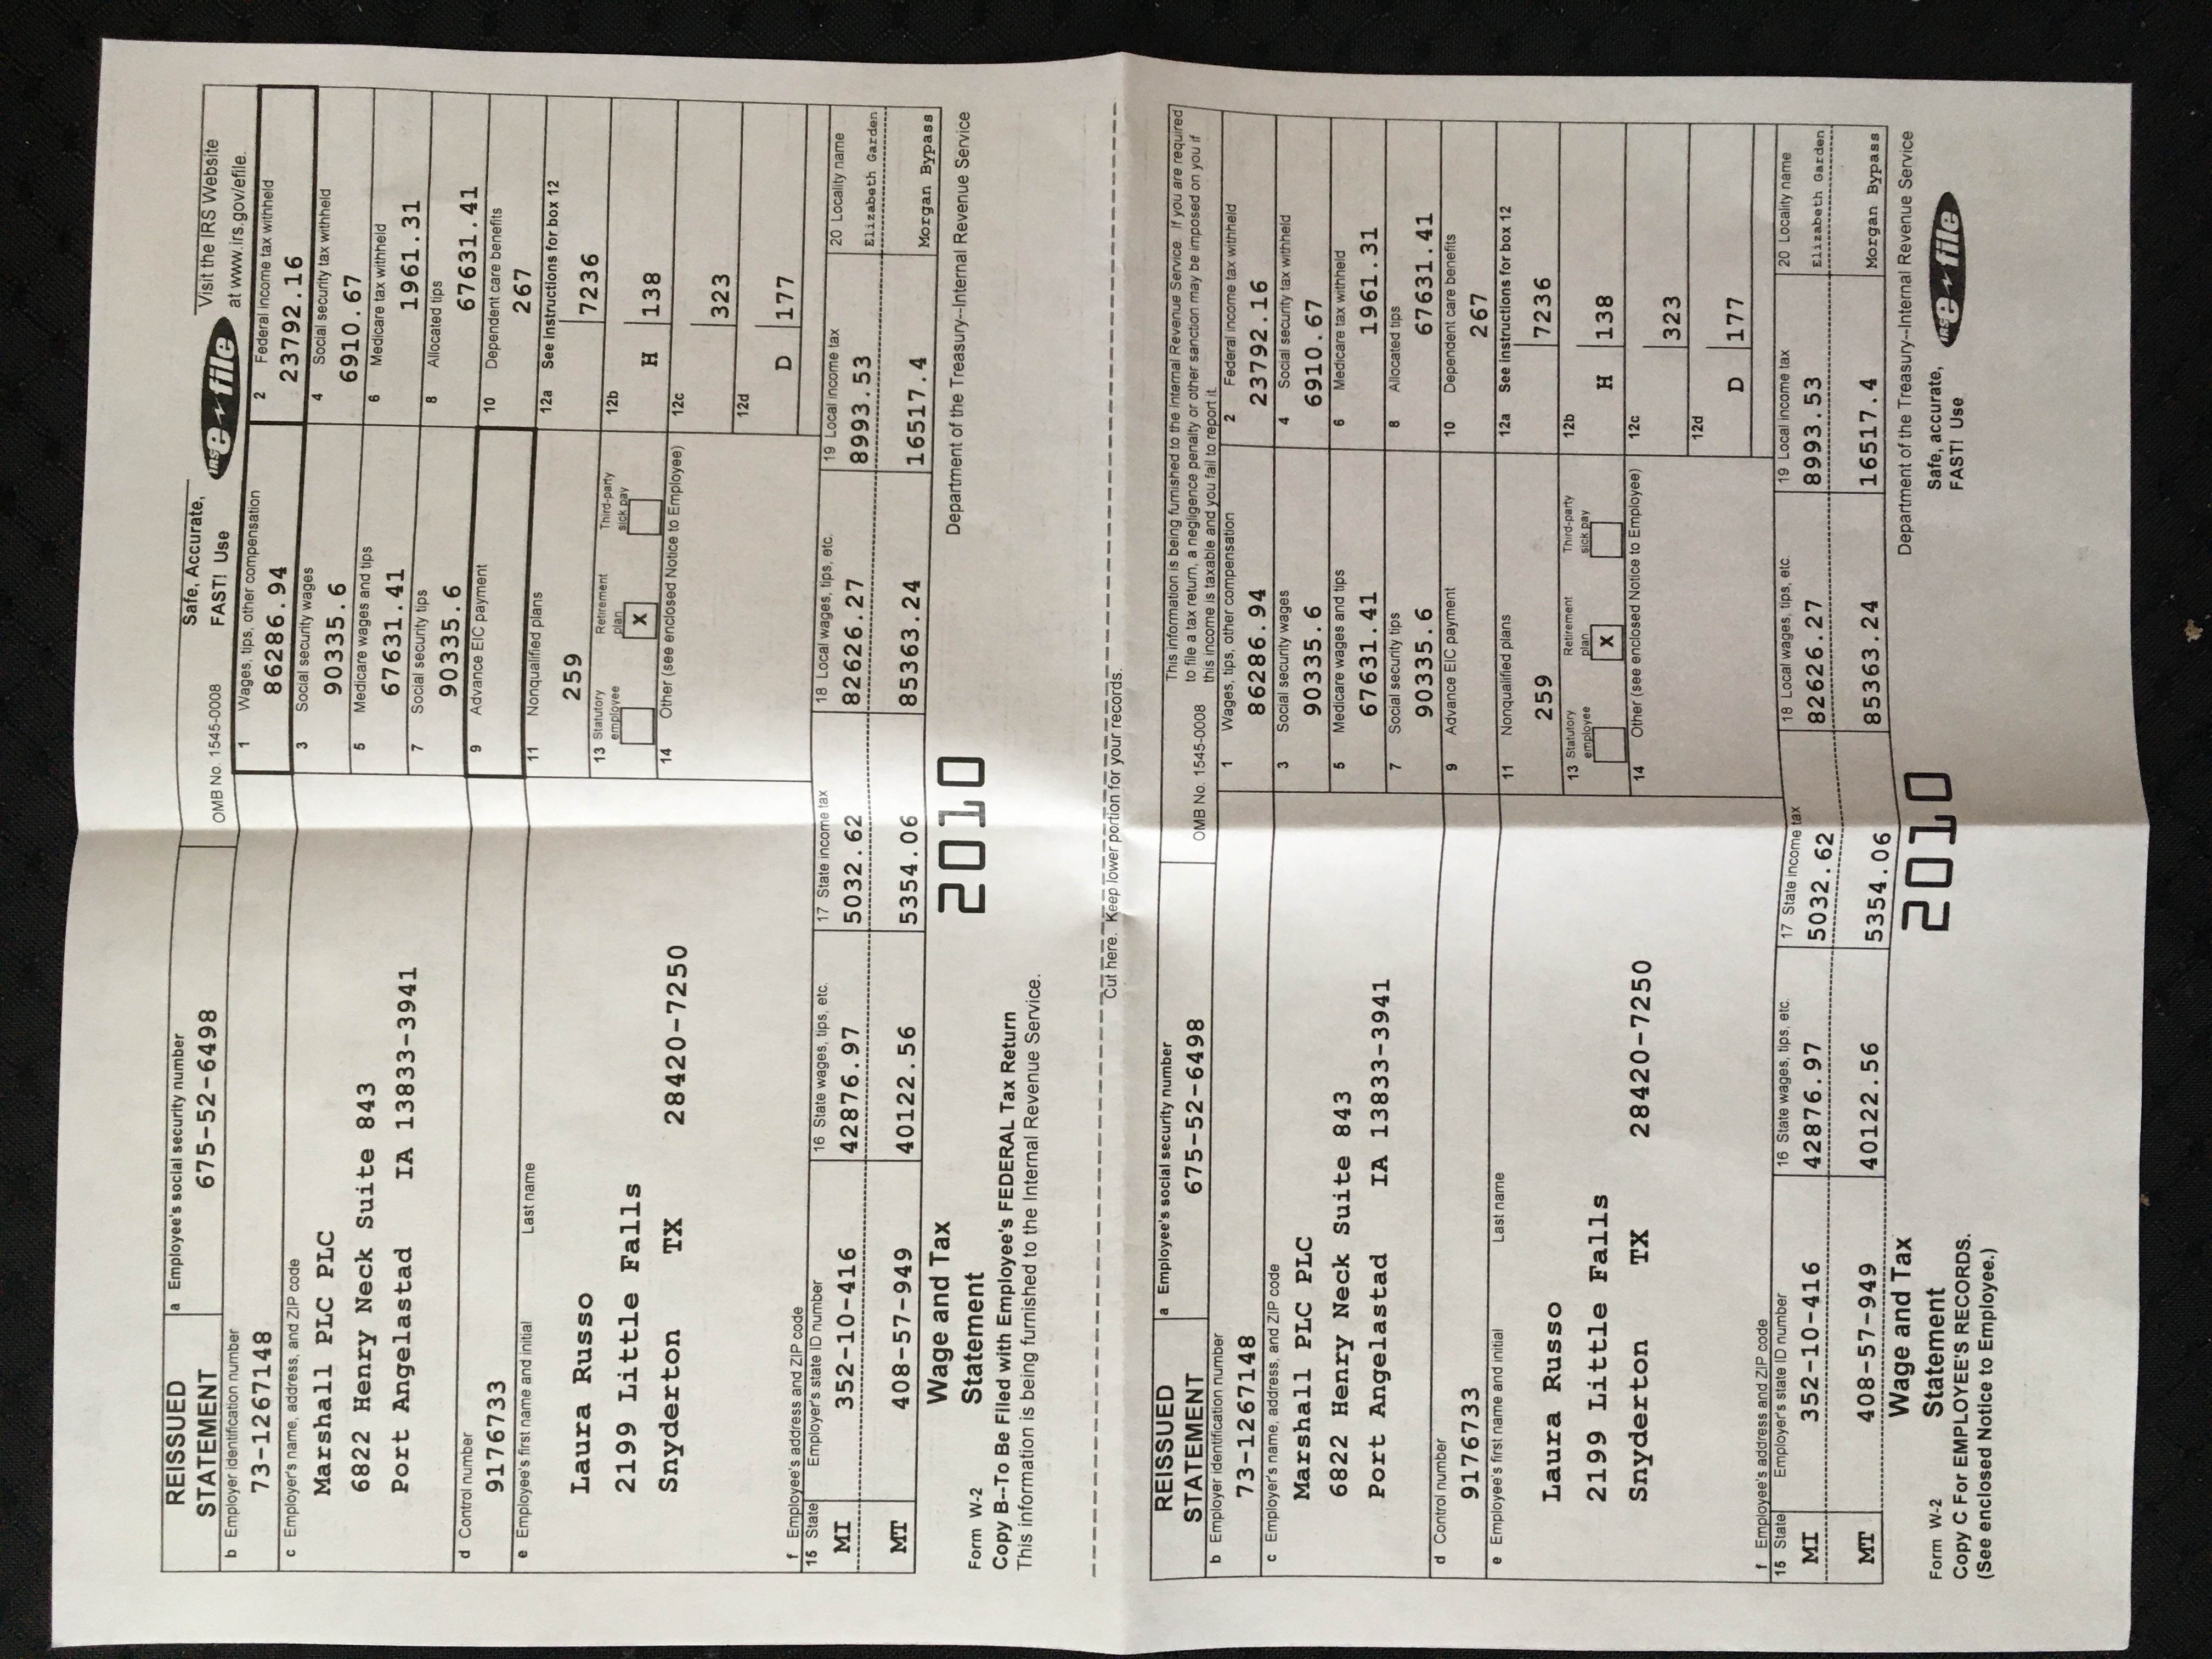 REISSUED STATEMENT
a Employee's social security number
675-52-6498
OMB No. 1545-0008
Safe, Accurate,
FAST! Use
IRS e-file
Visit the IRS Website
at www.irs.gov/efile.
b Employer identification number
73-1267148
c Employer's name, address, and ZIP code
Marshall PLC PLC
6822 Henry Neck Suite 843
Port Angelastad IA 13833-3941
d Control number
9176733
e Employee's first name and initial Last name
Laura Russo
2199 Little Falls
Snyderton TX 28420-7250
f Employee's address and ZIP code
1 Wages, tips, other compensation
86286.94
2 Federal income tax withheld
23792.16
3 Social security wages
90335.6
4 Social security tax withheld
6910.67
5 Medicare wages and tips
67631.41
6 Medicare tax withheld
1961.31
7 Social security tips
90335.6
8 Allocated tips
67631.41
9 Advance EIC payment
10 Dependent care benefits
267
11 Nonqualified plans
259
12a See instructions for box 12
7236
13 Statutory employee
Retirement plan
X
Third-party sick pay
12b
H 138
14 Other (see enclosed Notice to Employee)
12c
323
12d
D 177
15 State Employer's state ID number 16 State wages, tips, etc. 17 State income tax 18 Local wages, tips, etc. 19 Local income tax 20 Locality name
MI 352-10-416 42876.97 5032.62 82626.27 8993.53 Elizabeth Garden
MT 408-57-949 40122.56 5354.06 85363.24 16517.4 Morgan Bypass
Form W-2
Wage and Tax
Statement
2010
Department of the Treasury--Internal Revenue Service
Copy B--To Be Filed with Employee's FEDERAL Tax Return
This information is being furnished to the Internal Revenue Service.
Cut here. Keep lower portion for your records.
REISSUED STATEMENT
a Employee's social security number
675-52-6498
OMB No. 1545-0008
This information is being furnished to the Internal Revenue Service. If you are required
to file a tax return, a negligence penalty or other sanction may be imposed on you if
this income is taxable and you fail to report it.
b Employer identification number
73-1267148
c Employer's name, address, and ZIP code
Marshall PLC PLC
6822 Henry Neck Suite 843
Port Angelastad IA 13833-3941
d Control number
9176733
e Employee's first name and initial Last name
Laura Russo
2199 Little Falls
Snyderton TX 28420-7250
f Employee's address and ZIP code
1 Wages, tips, other compensation
86286.94
2 Federal income tax withheld
23792.16
3 Social security wages
90335.6
4 Social security tax withheld
6910.67
5 Medicare wages and tips
67631.41
6 Medicare tax withheld
1961.31
7 Social security tips
90335.6
8 Allocated tips
67631.41
9 Advance EIC payment
10 Dependent care benefits
267
11 Nonqualified plans
259
12a See instructions for box 12
7236
13 Statutory employee
Retirement plan
X
Third-party sick pay
12b
H 138
14 Other (see enclosed Notice to Employee)
12c
323
12d
D 177
15 State Employer's state ID number 16 State wages, tips, etc. 17 State income tax 18 Local wages, tips, etc. 19 Local income tax 20 Locality name
MI 352-10-416 42876.97 5032.62 82626.27 8993.53 Elizabeth Garden
MT 408-57-949 40122.56 5354.06 85363.24 16517.4 Morgan Bypass
Form W-2
Wage and Tax
Statement
2010
Department of the Treasury--Internal Revenue Service
Copy C For EMPLOYEE'S RECORDS.
(See enclosed Notice to Employee.)
Safe, accurate,
FAST! Use
IRS e-file